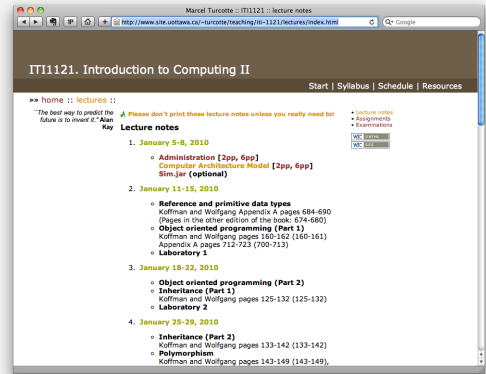 Marcel Turcotte :: ITI1121 :: lecture notes
http://www.site.uottawa.ca/~turcotte/teaching/iti-1121/lectures/index.html
Google
ITI1121. Introduction to Computing II
Start | Syllabus | Schedule | Resources
»» home :: lectures ::
"The best way to predict the
future is to invent it." Alan
Kay
Please don't print these lecture notes unless you really need to!
Lecture notes
1. January 5-8, 2010
Administration [2pp, 6pp]
Computer Architecture Model [2pp, 6pp]
Sim.jar (optional)
2. January 11-15, 2010
Reference and primitive data types
Koffman and Wolfgang Appendix A pages 684-690
(Pages in the other edition of the book: 674-680)
Object oriented programming (Part 1)
Koffman and Wolfgang pages 160-162 (160-161)
Appendix A pages 712-723 (700-713)
Laboratory 1
3. January 18-22, 2010
Object oriented programming (Part 2)
Inheritance (Part 1)
Koffman and Wolfgang pages 125-132 (125-132)
Laboratory 2
4. January 25-29, 2010
Inheritance (Part 2)
Koffman and Wolfgang pages 133-142 (133-142)
Polymorphism
Koffman and Wolfgang pages 143-149 (143-149),
Lecture notes
Assignments
Examinations
W3C XHTML
W3C CSS